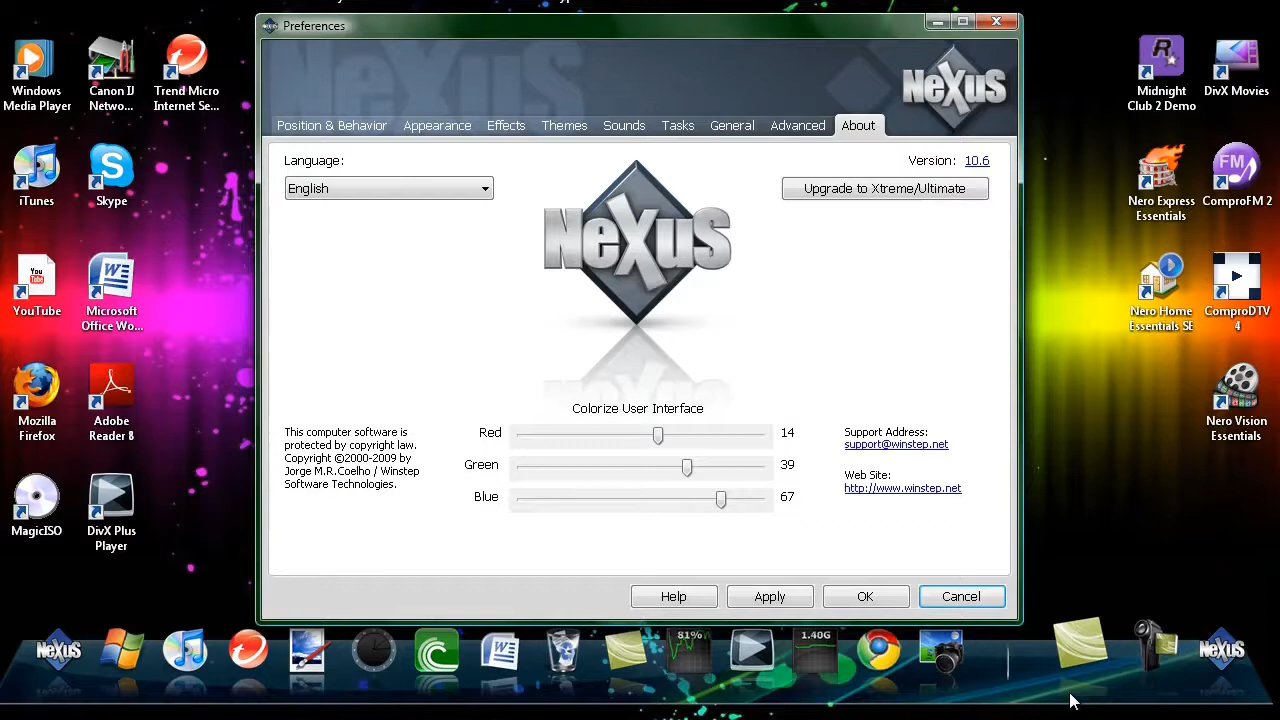 Preferences
NeXuS
Position & Behavior
Appearance
Effects
Themes
Sounds
Tasks
General
Advanced
About
Language:
English
Version: 10.6
Upgrade to Xtreme/Ultimate
NeXuS
Colorize User Interface
Red 14
Green 39
Blue 67
This computer software is
protected by copyright law.
Copyright ©2000-2009 by
Jorge M.R.Coelho / Winstep
Software Technologies.
Support Address:
support@winstep.net
Web Site:
http://www.winstep.net
Help
Apply
OK
Cancel
Windows
Media Player
Canon IJ
Netwo...
Trend Micro
Internet Se...
iTunes
Skype
You
Tube
YouTube
Microsoft
Office Wo...
Mozilla
Firefox
Adobe
Reader 8
MagicISO
DivX Plus
Player
Midnight
Club 2 Demo
DivX Movies
Nero Express
Essentials
FM
ComproFM 2
Nero Home
Essentials SE
ComproDTV
4
Nero Vision
Essentials
NeXuS
81%
1.40G
NeXuS